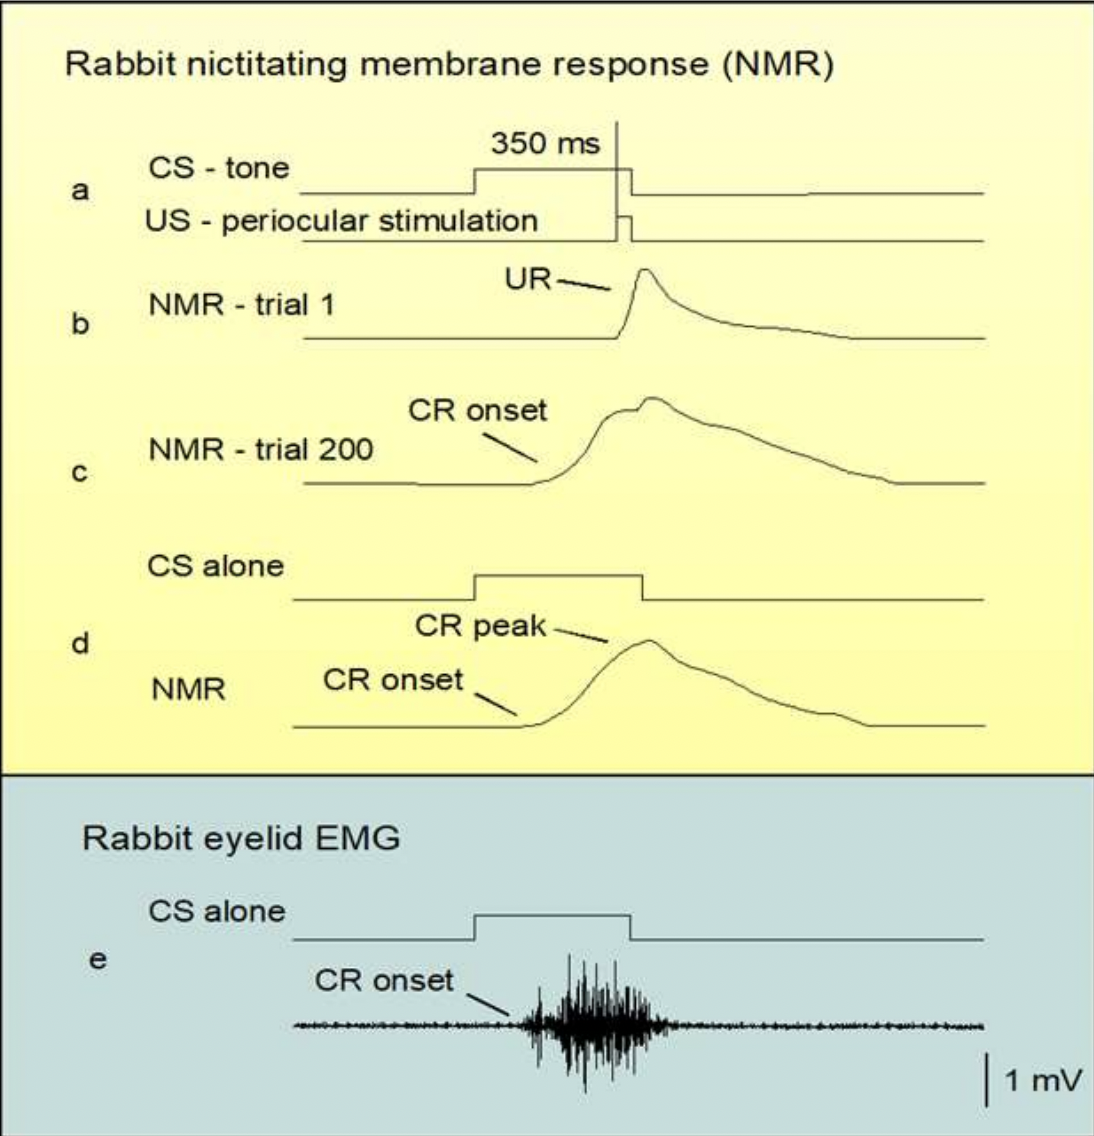 Rabbit nictitating membrane response (NMR)
350 ms
CS - tone
a
US - periocular stimulation
UR
NMR - trial 1
b
CR onset
NMR - trial 200
c
CS alone
CR peak
d
CR onset
NMR
Rabbit eyelid EMG
CS alone
e
CR onset
1 mV